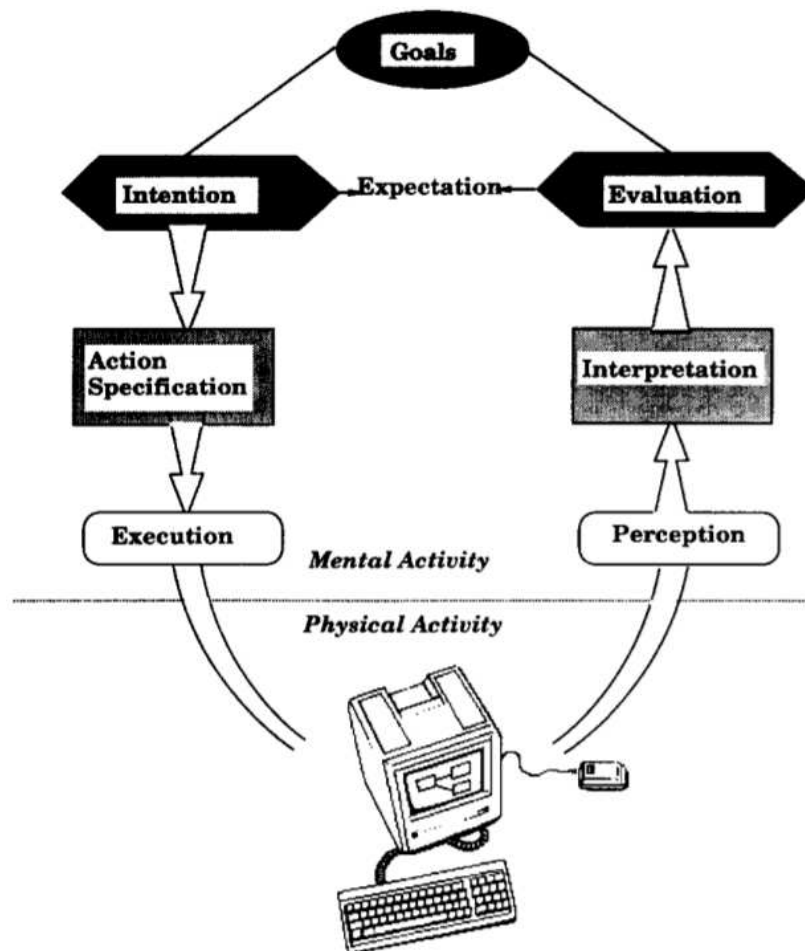 Goals
Intention
Expectation
Evaluation
Action
Specification
Interpretation
Execution
Perception
Mental Activity
Physical Activity